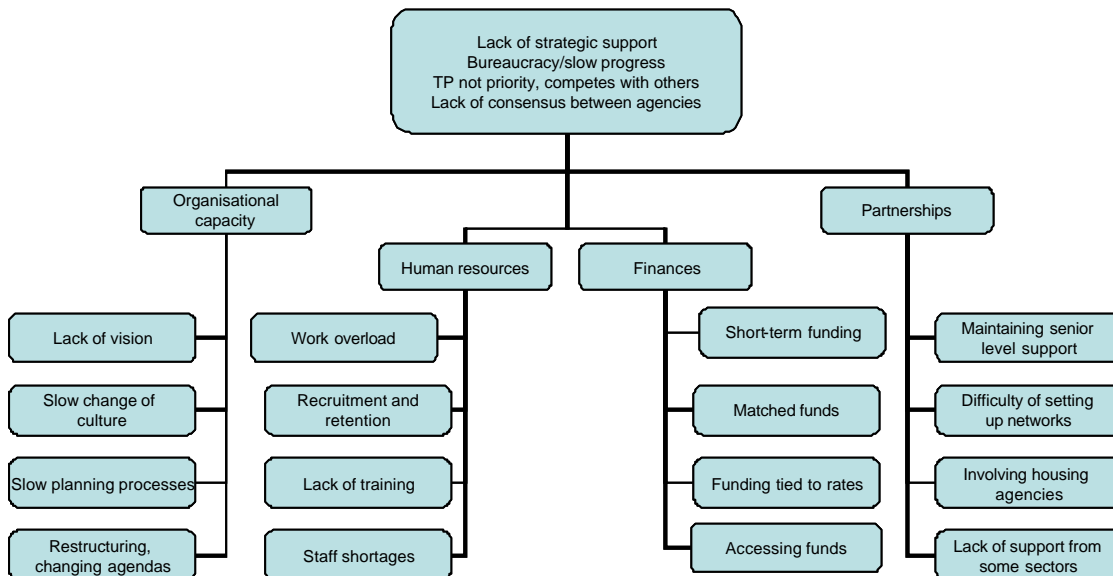 Lack of strategic support
Bureaucracy/slow progress
TP not priority, competes with others
Lack of consensus between agencies
Organisational
capacity
Partnerships
Human resources
Finances
Lack of vision
Slow change of
culture
Slow planning processes
Restructuring,
changing agendas
Work overload
Recruitment and
retention
Lack of training
Staff shortages
Short-term funding
Matched funds
Funding tied to rates
Accessing funds
Maintaining senior
level support
Difficulty of setting
up networks
Involving housing
agencies
Lack of support from
some sectors